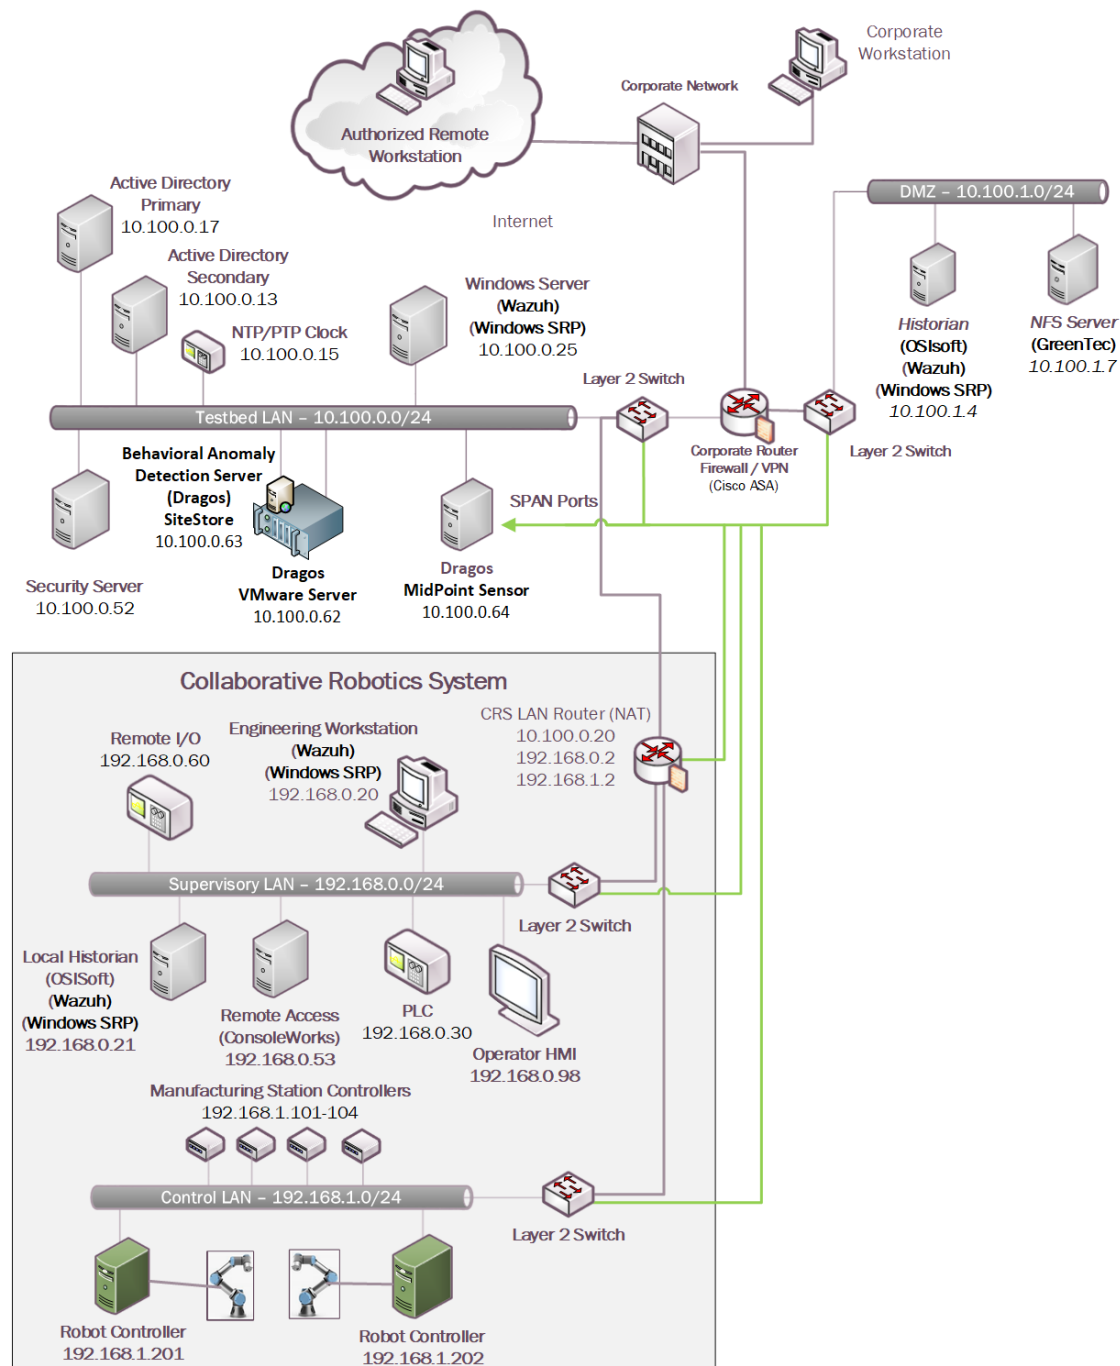 Corporate
Workstation
Corporate Network
Authorized Remote
Workstation
Internet
DMZ – 10.100.1.0/24
Active Directory
Primary
10.100.0.17
Active Directory
Secondary
10.100.0.13
NTP/PTP Clock
10.100.0.15
Windows Server
(Wazuh)
(Windows SRP)
10.100.0.25
Historian
(OSIsoft)
(Wazuh)
(Windows SRP)
10.100.1.4
NFS Server
(GreenTec)
10.100.1.7
Layer 2 Switch
Testbed LAN – 10.100.0.0/24
Corporate Router
Firewall / VPN
(Cisco ASA)
Layer 2 Switch
Behavioral Anomaly
Detection Server
(Dragos)
SiteStore
10.100.0.63
SPAN Ports
Security Server
10.100.0.52
Dragos
VMware Server
10.100.0.62
Dragos
MidPoint Sensor
10.100.0.64
Collaborative Robotics System
CRS LAN Router (NAT)
10.100.0.20
192.168.0.2
192.168.1.2
Remote I/O
192.168.0.60
Engineering Workstation
(Wazuh)
(Windows SRP)
192.168.0.20
Supervisory LAN – 192.168.0.0/24
Layer 2 Switch
Local Historian
(OSISoft)
(Wazuh)
(Windows SRP)
192.168.0.21
Remote Access
(ConsoleWorks)
192.168.0.53
PLC
192.168.0.30
Operator HMI
192.168.0.98
Manufacturing Station Controllers
192.168.1.101-104
Control LAN – 192.168.1.0/24
Layer 2 Switch
Robot Controller
192.168.1.201
Robot Controller
192.168.1.202